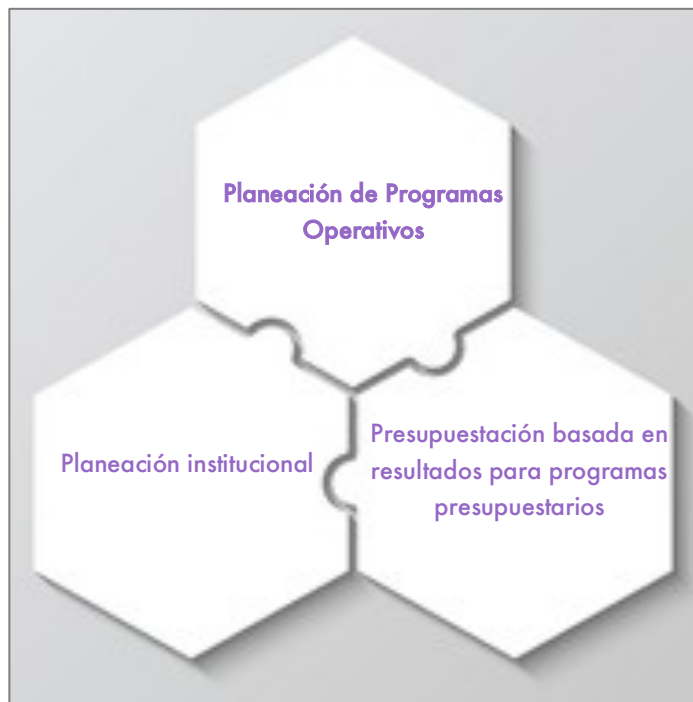 Planeación de Programas
Operativos
Planeación institucional
Presupuestación basada en
resultados para programas
presupuestarios